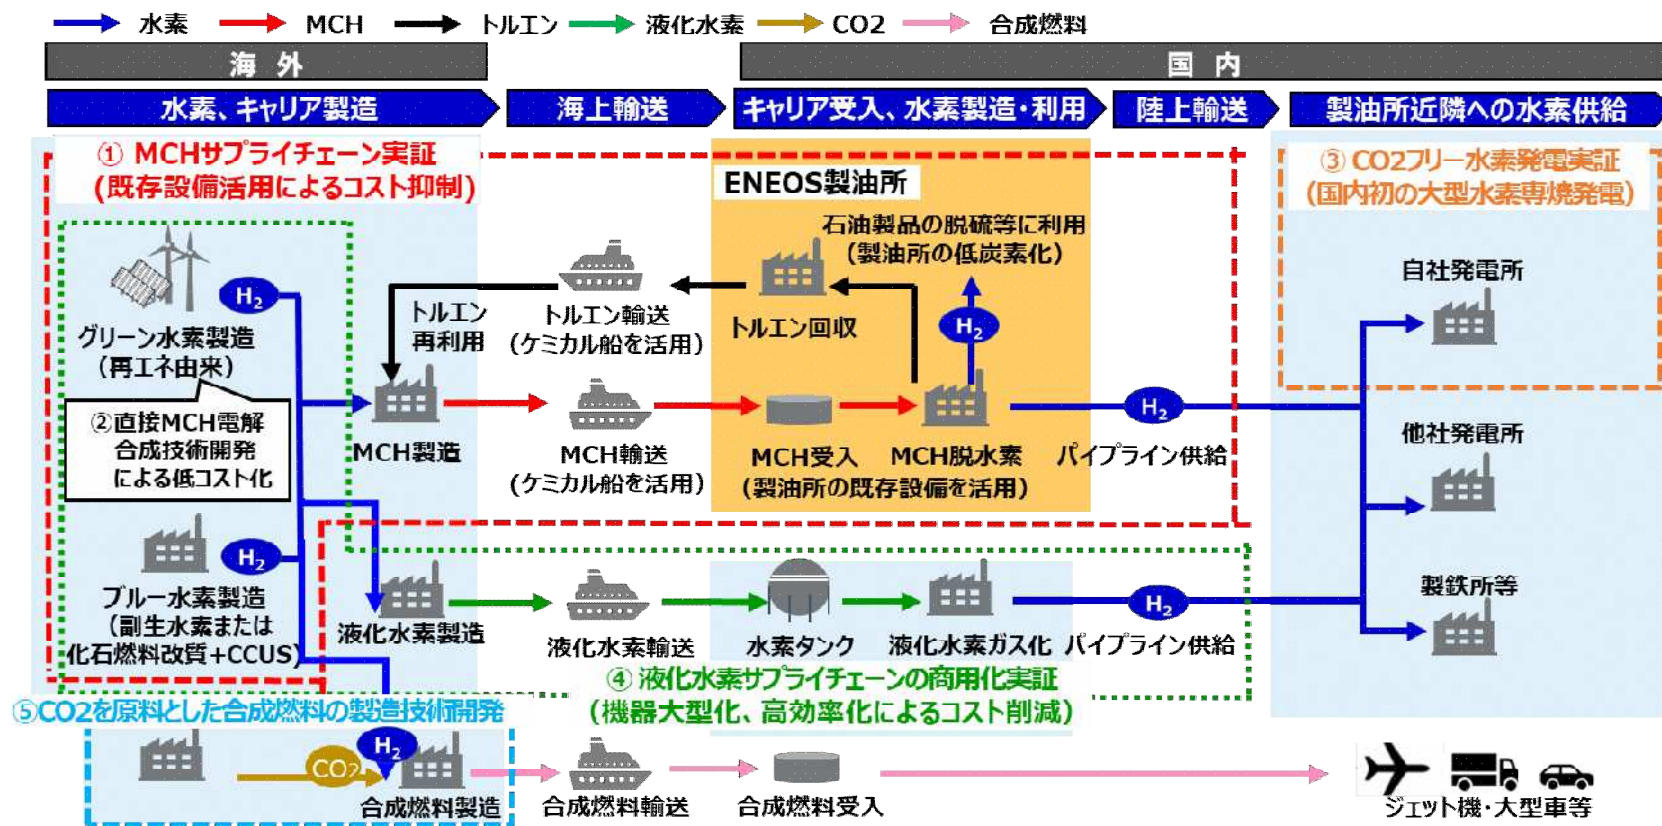 水素 MCH トルエン 液化水素 CO2 合成燃料
海 外
国 内
水素、キャリア製造
海上輸送
キャリア受入、水素製造・利用
陸上輸送
製油所近隣への水素供給
① MCHサプライチェーン実証
(既存設備活用によるコスト抑制)
③ CO2フリー水素発電実証
(国内初の大型水素専焼発電)
ENEOS製油所
石油製品の脱硫等に利用
(製油所の低炭素化)
H2
グリーン水素製造
(再エネ由来)
トルエン
再利用
トルエン輸送
(ケミカル船を活用)
トルエン回収
H2
自社発電所
②直接MCH電解
合成技術開発
による低コスト化
MCH製造
MCH輸送
(ケミカル船を活用)
MCH受入
MCH脱水素
(製油所の既存設備を活用)
H2
パイプライン供給
他社発電所
H2
ブルー水素製造
(副生水素または
化石燃料改質+CCUS)
液化水素製造
液化水素輸送
水素タンク
液化水素ガス化
H2
パイプライン供給
製鉄所等
④ 液化水素サプライチェーンの商用化実証
(機器大型化、高効率化によるコスト削減)
⑤CO2を原料とした合成燃料の製造技術開発
CO2
H2
合成燃料製造
合成燃料輸送
合成燃料受入
ジェット機・大型車等